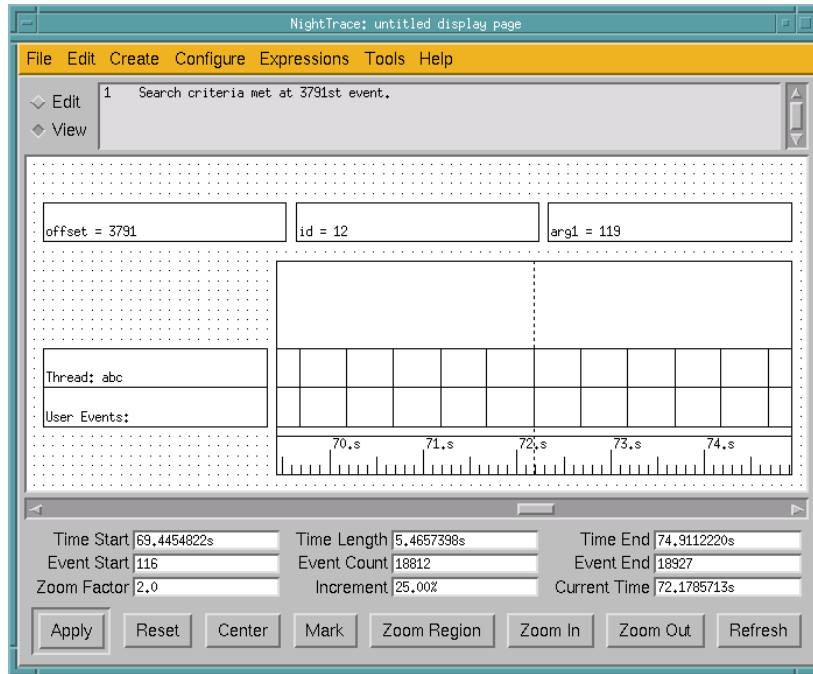 NightTrace: untitled display page
File Edit Create Configure Expressions Tools Help
Edit
View
1 Search criteria met at 3791st event.
offset = 3791
id = 12
arg1 = 119
Thread: abc
User Events:
70.s 71.s 72.s 73.s 74.s
Time Start 69.4454822s Time Length 5.4657398s Time End 74.9112220s
Event Start 116 Event Count 18812 Event End 18927
Zoom Factor 2.0 Increment 25.00% Current Time 72.1785713s
Apply Reset Center Mark Zoom Region Zoom In Zoom Out Refresh